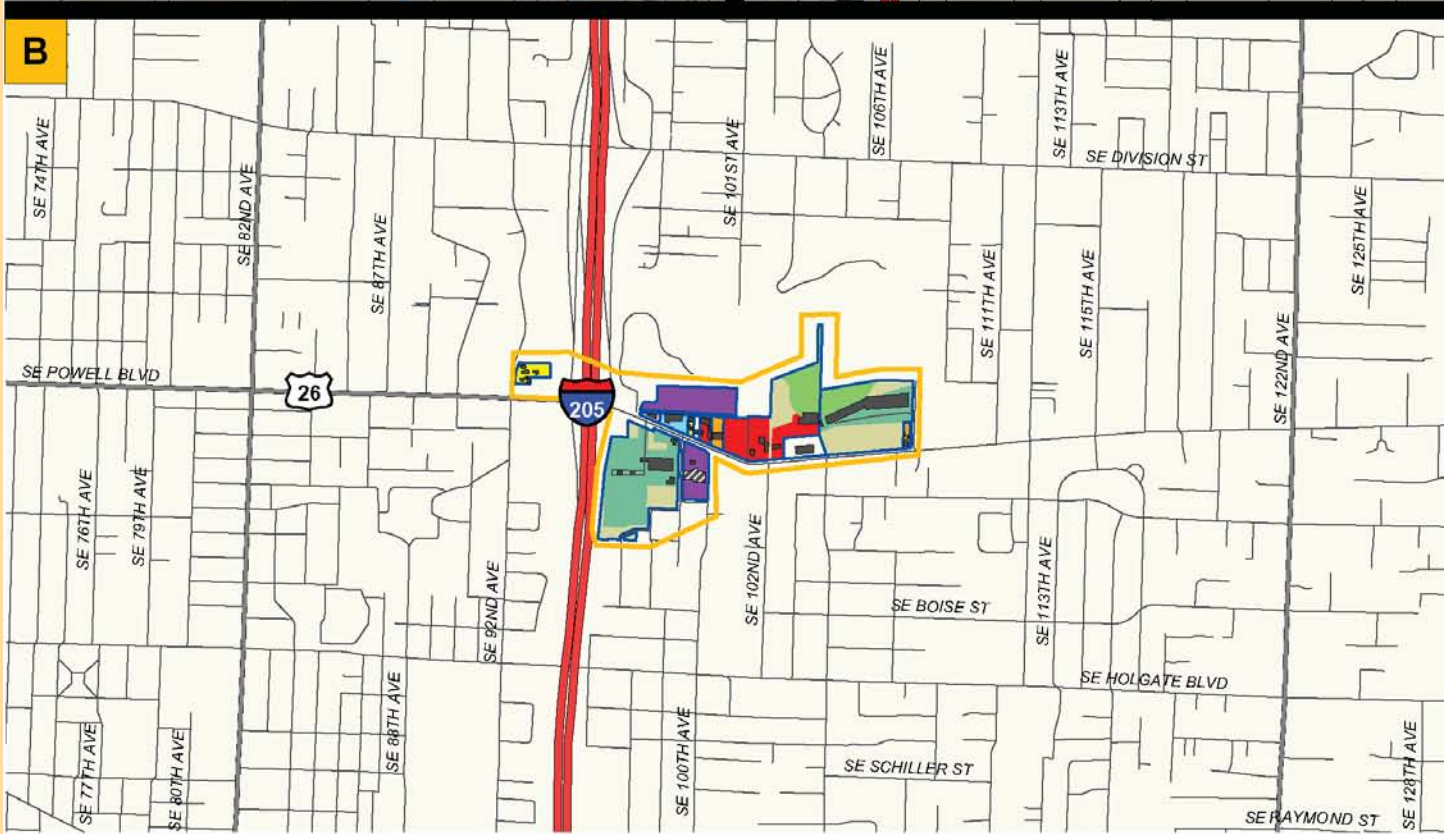 B
SE 74TH AVE
SE 82ND AVE
SE 87TH AVE
SE 101ST AVE
SE 106TH AVE
SE 113TH AVE
SE DIVISION ST
SE 111TH AVE
SE 115TH AVE
SE 122ND AVE
SE 125TH AVE
SE POWELL BLVD
26
205
SE 76TH AVE
SE 79TH AVE
SE 92ND AVE
SE 102ND AVE
SE BOISE ST
SE 113TH AVE
SE HOLGATE BLVD
SE 77TH AVE
SE 80TH AVE
SE 88TH AVE
SE 100TH AVE
SE SCHILLER ST
SE RAYMOND ST
SE 128TH AVE